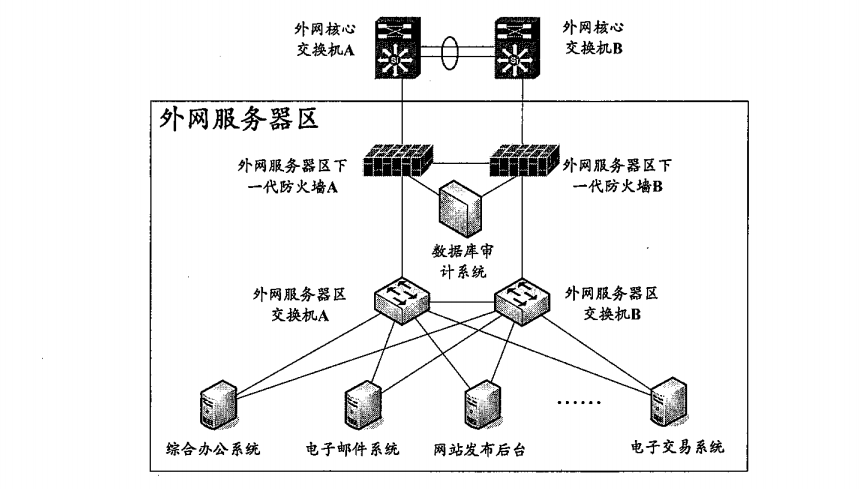 外网核心
交换机A
外网核心
交换机B
Si
Si
外网服务器区
外网服务器区下
一代防火墙A
外网服务器区下
一代防火墙B
数据库审
计系统
外网服务器区
交换机A
外网服务器区
交换机B
……
综合办公系统
电子邮件系统
网站发布后台
电子交易系统